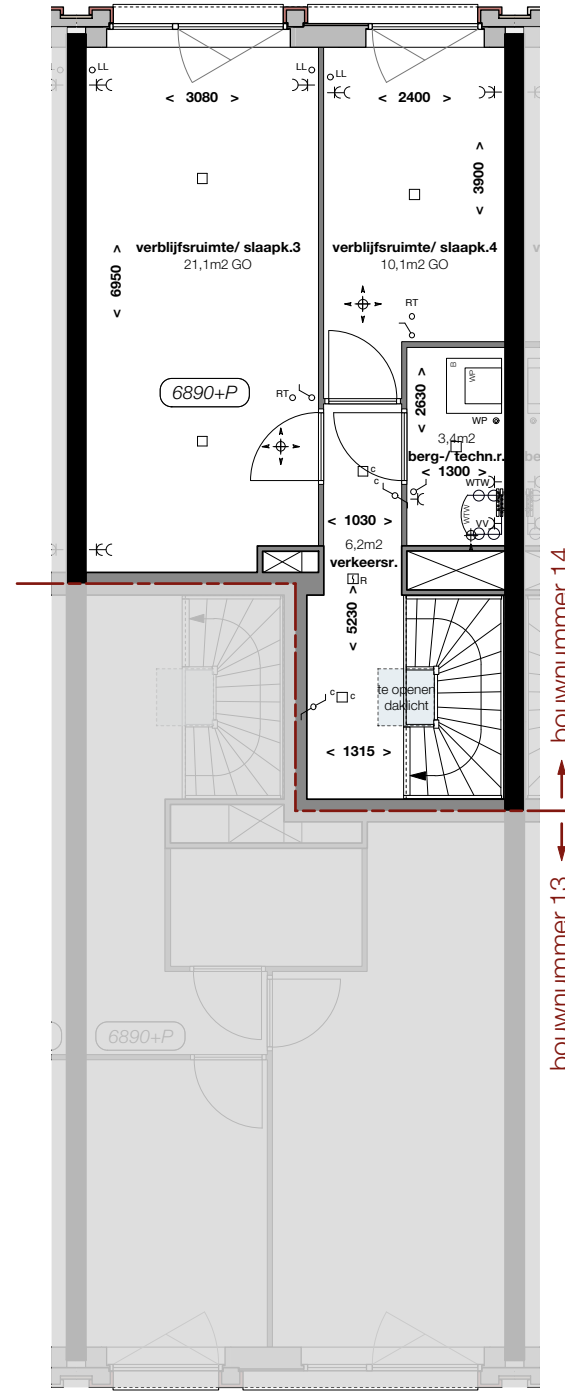 LL
LL
LL
< 3080 >
< 2400 >
< 3900 >
verblijfsruimte/ slaapk.3
21,1m2 GO
verblijfsruimte/ slaapk.4
10,1m2 GO
< 6950 >
RT
6890+P
RT
B
WP
< 2630 >
WP
3,4m2
berg-/ techn.r.
< 1300 >
c
c
WTW
WTW
VV
< 1030 >
6,2m2
verkeersr.
R
< 5230 >
c
c
te openen
daklicht
< 1315 >
bouwnummer 14
bouwnummer 13
6890+P